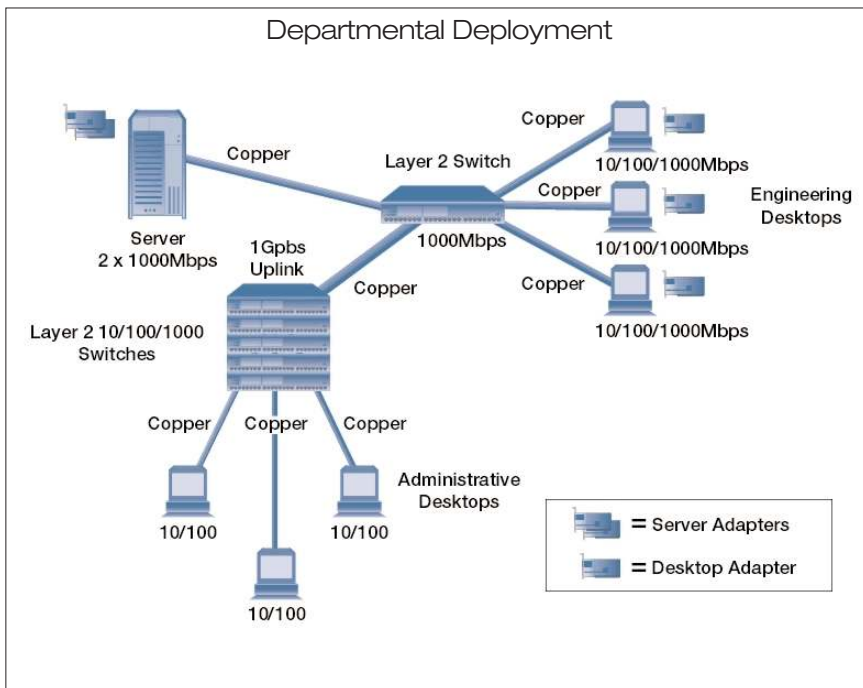 Departmental Deployment
Copper
Copper
Layer 2 Switch
10/100/1000Mbps
Copper
Engineering
Desktops
Server
2 x 1000Mbps
1Gpbs
Uplink
1000Mbps
10/100/1000Mbps
Copper
Copper
10/100/1000Mbps
Layer 2 10/100/1000
Switches
Copper
Copper
Copper
Administrative
Desktops
10/100
10/100
10/100
= Server Adapters
= Desktop Adapter